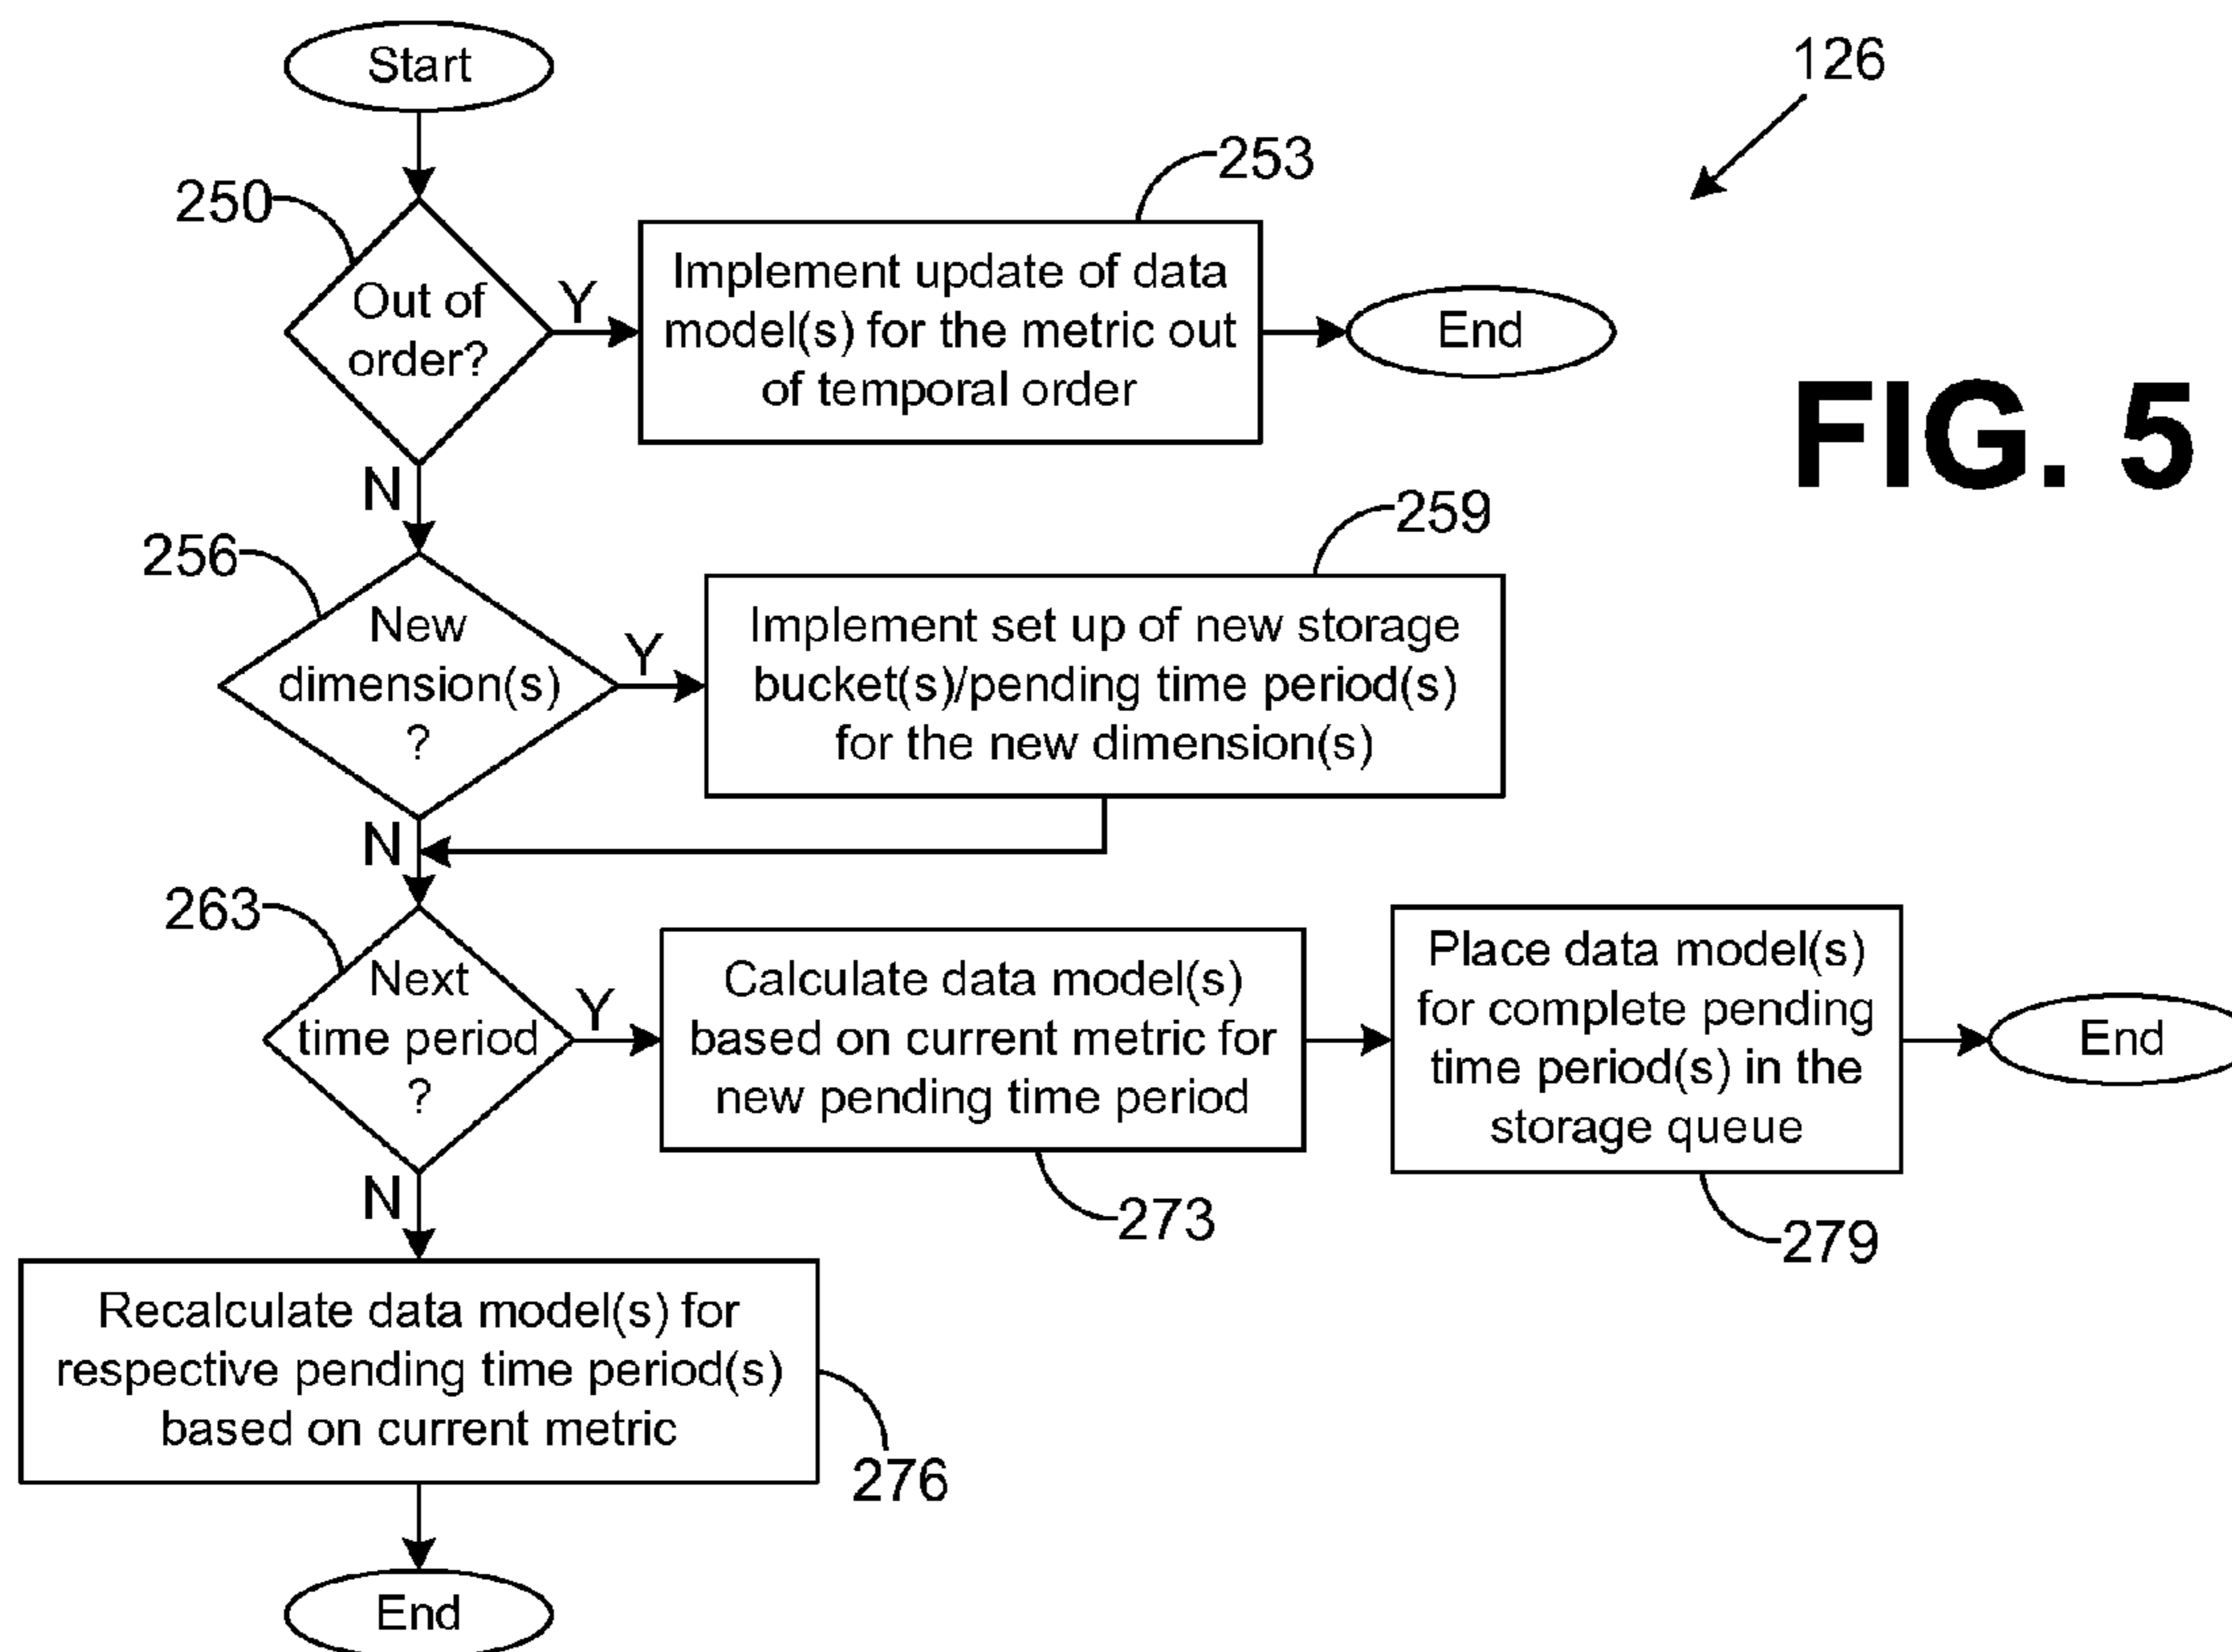 Start
126
253
250
Out of
order?
Y
Implement update of data
model(s) for the metric out
of temporal order
End
FIG. 5
N
259
256
New
dimension(s)
?
Y
Implement set up of new storage
bucket(s)/pending time period(s)
for the new dimension(s)
N
263
Next
time period
?
Y
Calculate data model(s)
based on current metric for
new pending time period
Place data model(s)
for complete pending
time period(s) in the
storage queue
End
273
279
N
Recalculate data model(s) for
respective pending time period(s)
based on current metric
276
End